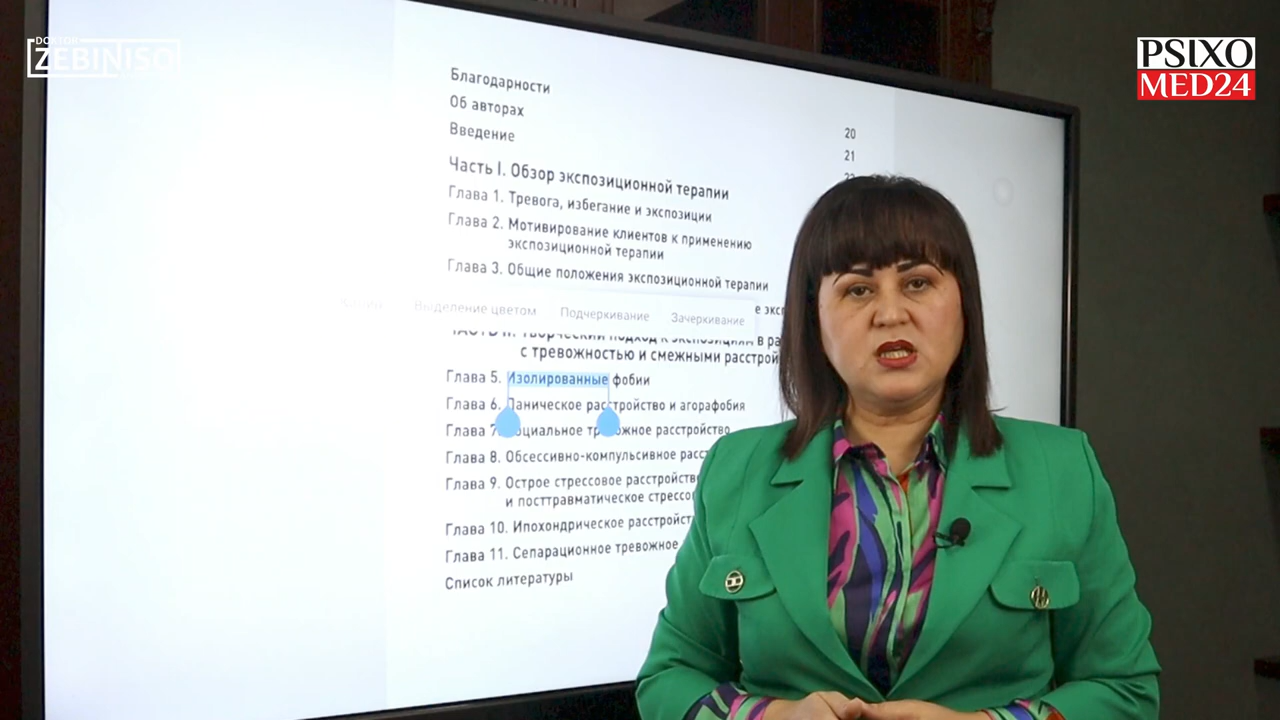 DOKTOR
ZEBINISO
PSIXO
MED24
Благодарности
Об авторах
Введение
20
21
Часть I. Обзор экспозиционной терапии
Глава 1. Тревога, избегание и экспозиции
Глава 2. Мотивирование клиентов к применению
экспозиционной терапии
Глава 3. Общие положения экспозиционной терапии
Выделение цветом Подчеркивание Зачеркивание
с тревожностью и смежными
Глава 5. Изолированные фобии
Глава 6. Паническое расстройство и агорафобия
Глава 7. Социальное тревожное расстройство
Глава 8. Обсессивно-компульсивное
Глава 9. Острое стрессовое расстройство
и посттравматическое
Глава 10. Ипохондрическое
Глава 11. Сепарационное тревожное
Список литературы